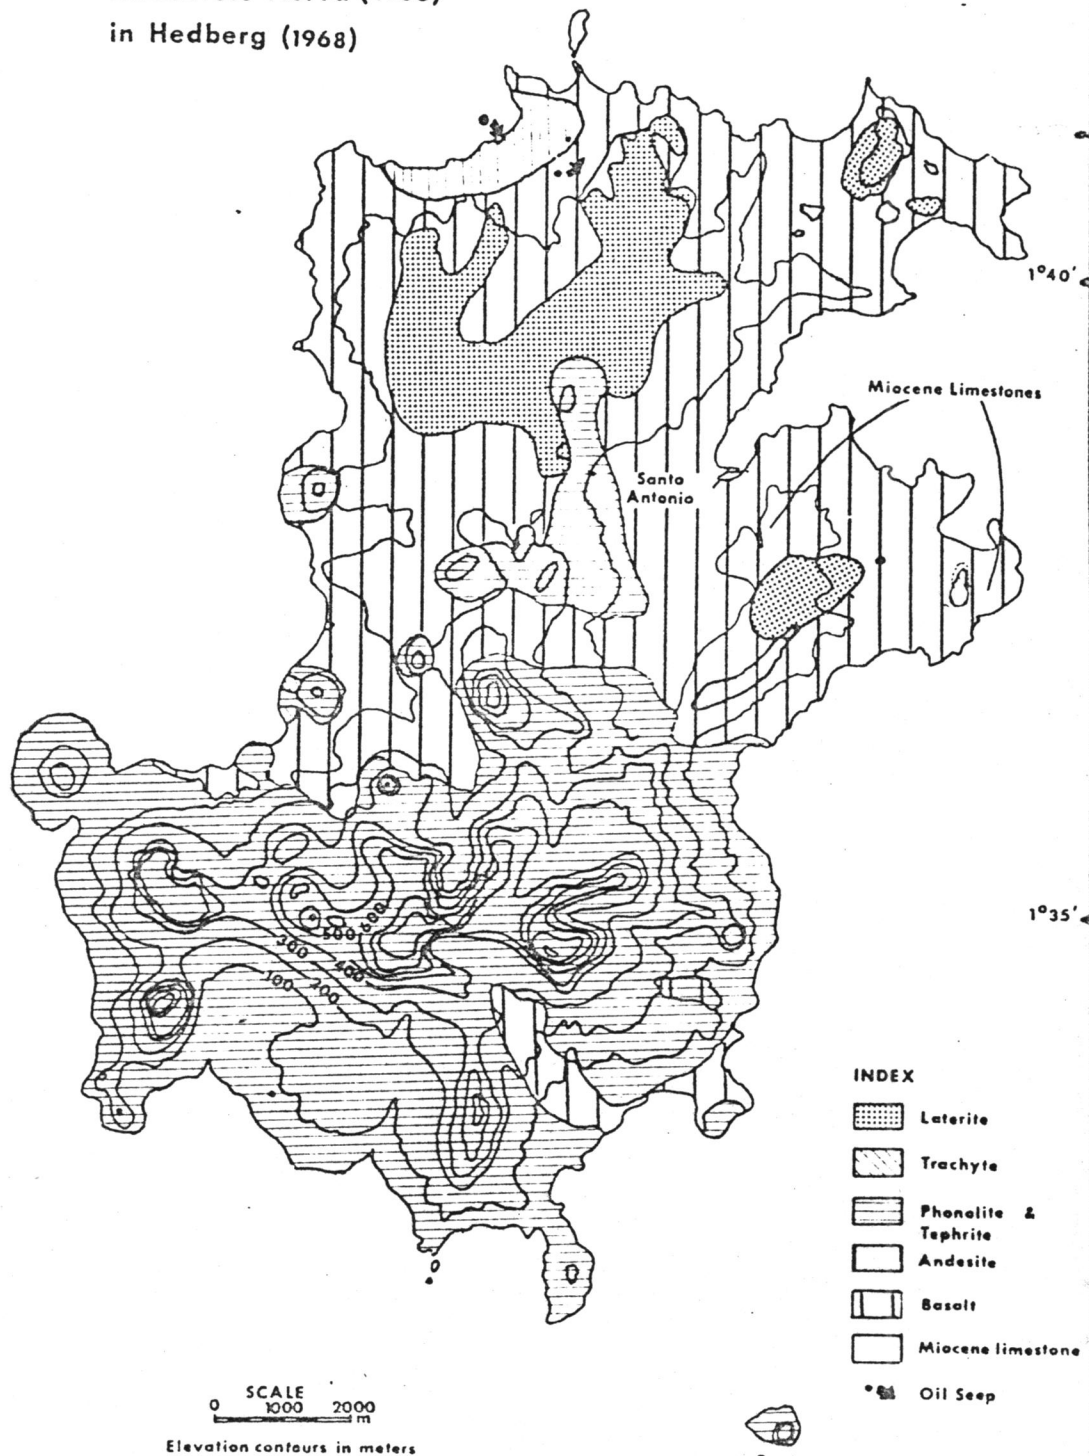 in Hedberg (1968)
1°40'
Miocene Limestones
Santo
Antonio
1°35'
500
600
300
400
100
200
INDEX
Laterite
Trachyte
Phonolite &
Tephrite
Andesite
Basalt
Miocene limestone
Oil Seep
SCALE
0 1000 2000
m
Elevation contours in meters